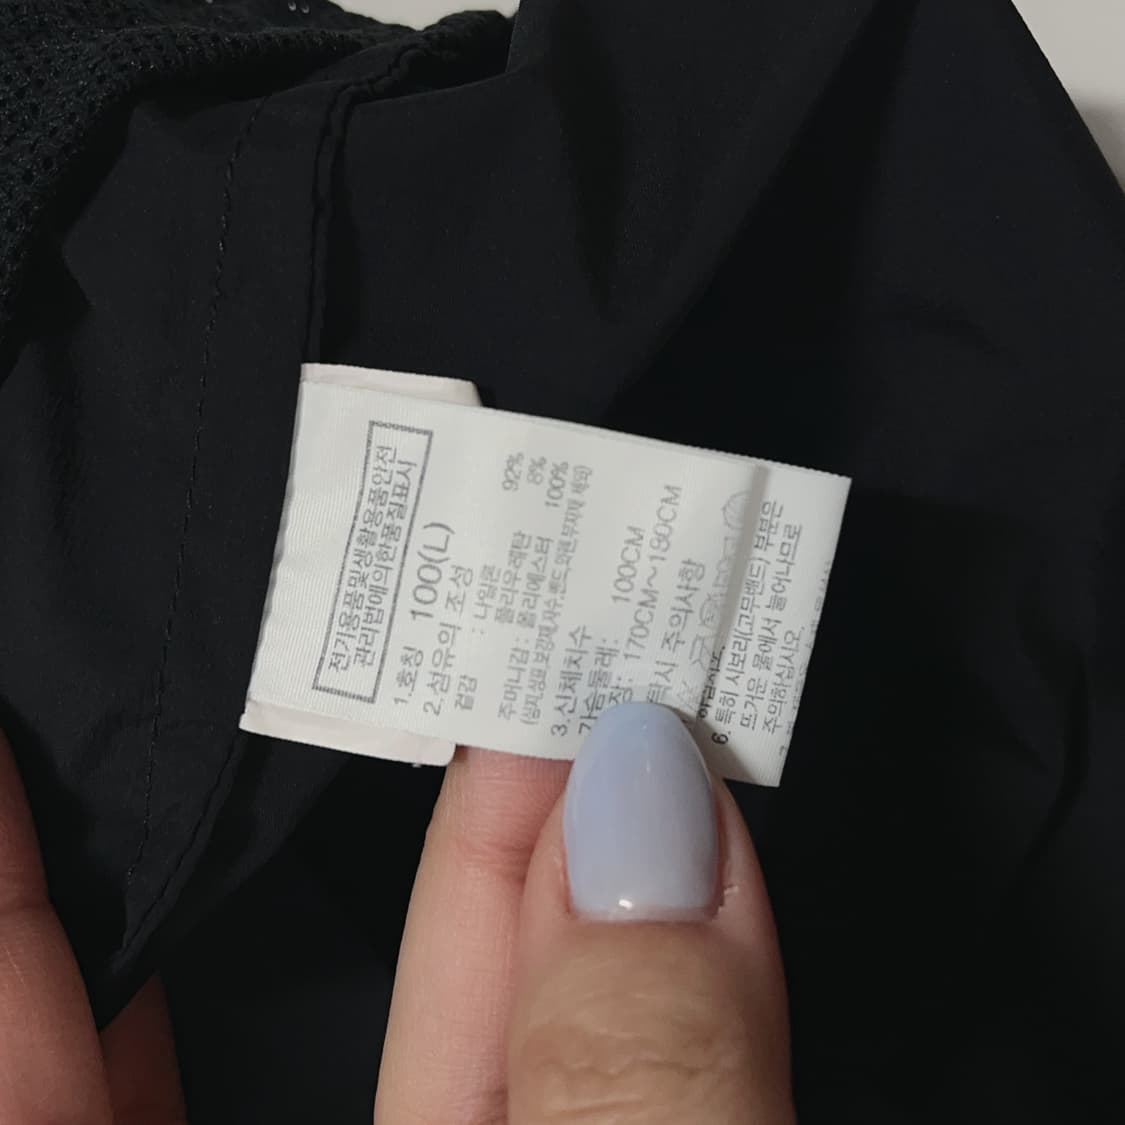 전기용품및생활용품안전
관리법에의한품질표시
1.호칭 100(L)
2.섬유의 조성
겉감 : 나일론 92%
폴리우레탄 8%
주머니감 : 폴리에스터 100%
3.신체치수
가슴둘레: 100CM
장: 170CM~190CM
탁시 주의사항
6. 특히 시보리(고무밴드) 부분은
뜨거운 물에서 늘어나므로
주의하십시오.